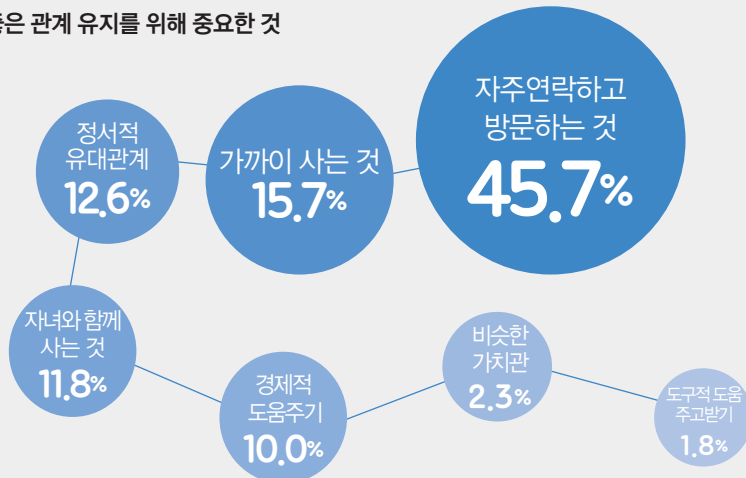 은 관계 유지를 위해 중요한 것
자주연락하고
방문하는 것
45.7%
가까이 사는 것
15.7%
정서적
유대관계
12.6%
자녀와 함께
사는 것
11.8%
경제적
도움주기
10.0%
비슷한
가치관
2.3%
도구적 도움
주고받기
1.8%